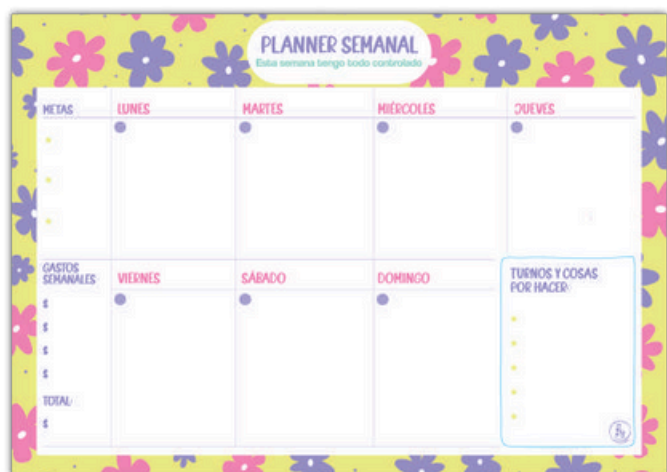 PLANNER SEMANAL
Esta semana tengo todo controlado
METAS
LUNES
MARTES
MIÉRCOLES
JUEVES
GASTOS
SEMANALES
$
$
$
$
TOTAL:
$
VIERNES
SÁBADO
DOMINGO
TURNOS Y COSAS
POR HACER: